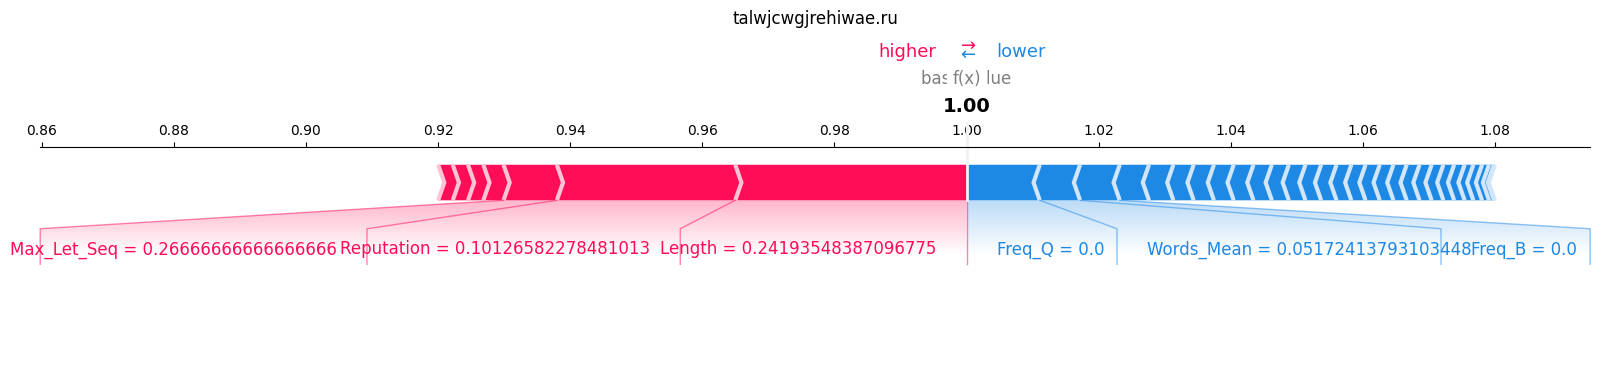 talwjcwgjrehiwae.ru
higher ⇄ lower
bas f(x) lue
1.00
0.86 0.88 0.90 0.92 0.94 0.96 0.98 1.00 1.02 1.04 1.06 1.08
Max_Let_Seq = 0.26666666666666666 Reputation = 0.10126582278481013 Length = 0.24193548387096775 Freq_Q = 0.0 Words_Mean = 0.05172413793103448 Freq_B = 0.0